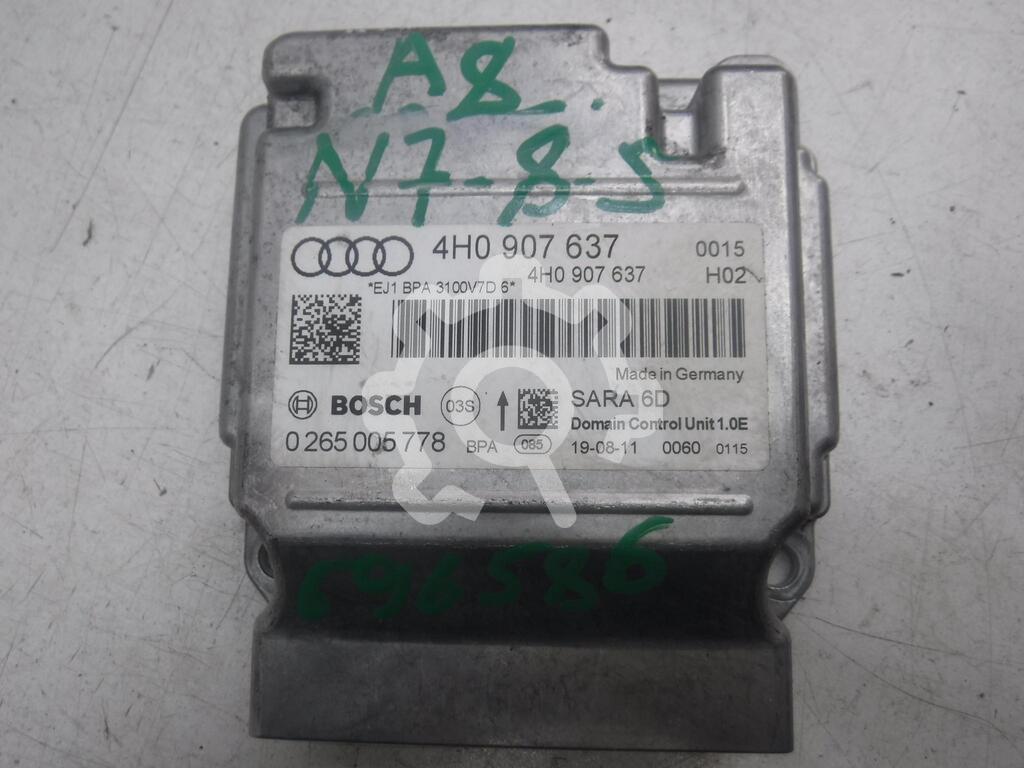 A8
N7-8-5
4H0 907 637 0015
4H0 907 637 H02
*EJ1 BPA 3100V7D 6*
Made in Germany
BOSCH 03S SARA 6D
Domain Control Unit 1.0E
0 265 005 778 BPA 085 19-08-11 0060 0115
696586